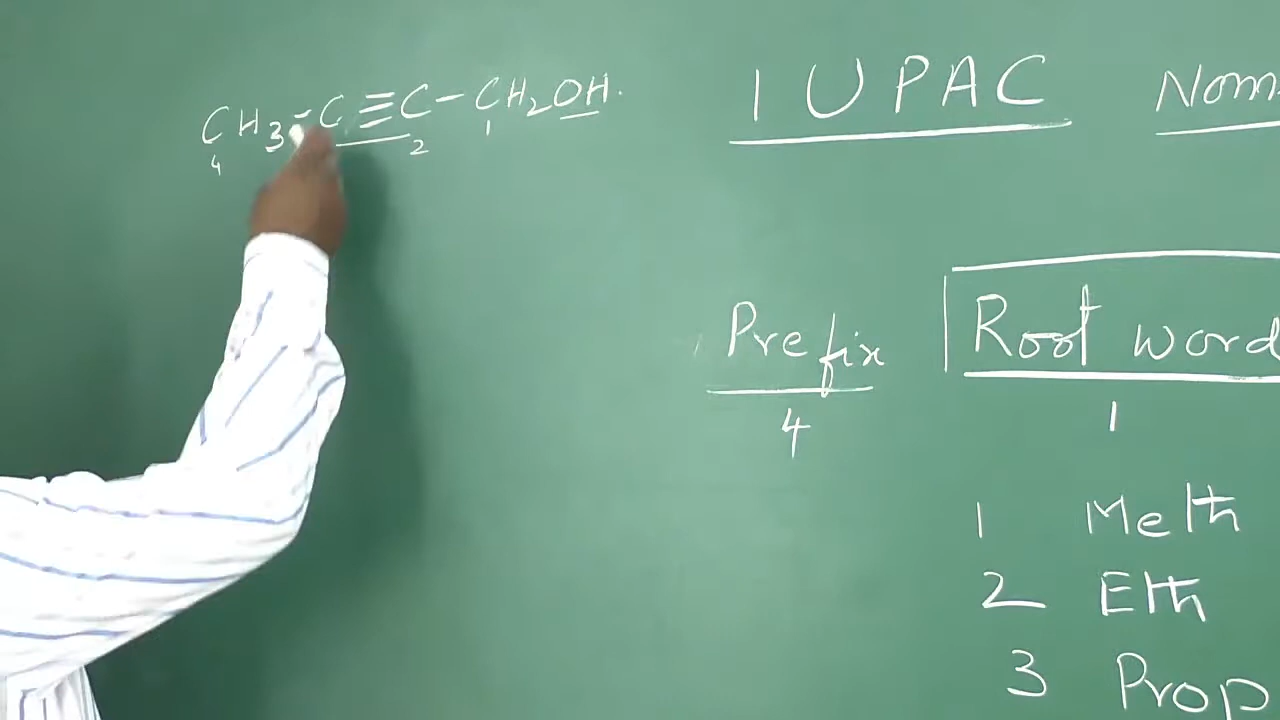 CH3-C≡C-CH2OH.
4 2 1
IUPAC Nom
Prefix Root word
4 1
1 Meth
2 Eth
3 Prop